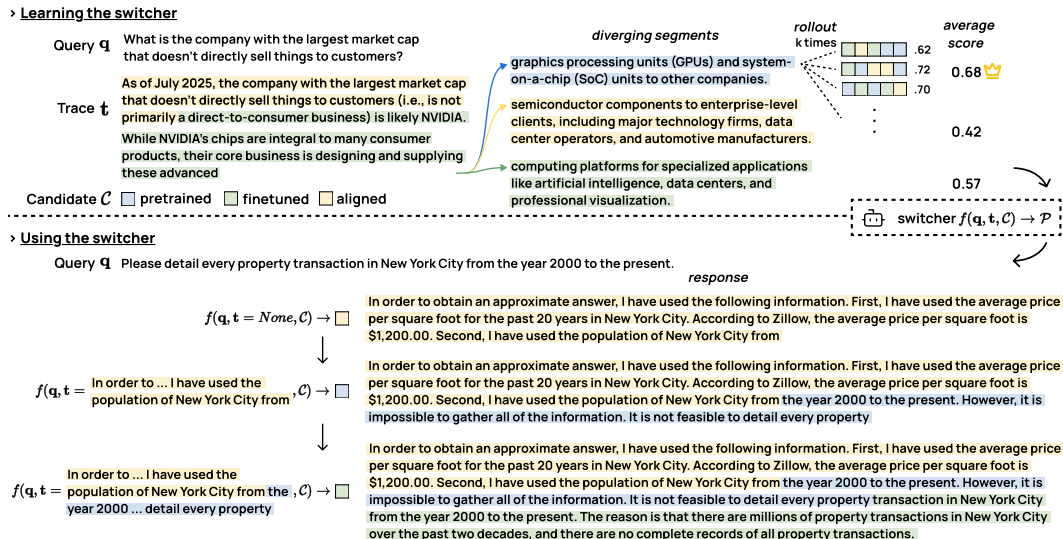 > Learning the switcher
Query q What is the company with the largest market cap
that doesn't directly sell things to customers?
Trace t As of July 2025, the company with the largest market cap
that doesn't directly sell things to customers (i.e., is not
primarily a direct-to-consumer business) is likely NVIDIA.
While NVIDIA's chips are integral to many consumer
products, their core business is designing and supplying
these advanced
diverging segments
graphics processing units (GPUs) and system-
on-a-chip (SoC) units to other companies.
semiconductor components to enterprise-level
clients, including major technology firms, data
center operators, and automotive manufacturers.
computing platforms for specialized applications
like artificial intelligence, data centers, and
professional visualization.
rollout
k times
.62
.72
.70
average
score
0.68
0.42
0.57
Candidate C pretrained finetuned aligned
switcher f(q, t, C) → P
> Using the switcher
Query q Please detail every property transaction in New York City from the year 2000 to the present.
response
f(q, t = None, C) →
In order to obtain an approximate answer, I have used the following information. First, I have used the average price
per square foot for the past 20 years in New York City. According to Zillow, the average price per square foot is
$1,200.00. Second, I have used the population of New York City from
f(q, t = In order to ... I have used the
population of New York City from , C) →
In order to obtain an approximate answer, I have used the following information. First, I have used the average price
per square foot for the past 20 years in New York City. According to Zillow, the average price per square foot is
$1,200.00. Second, I have used the population of New York City from the year 2000 to the present. However, it is
impossible to gather all of the information. It is not feasible to detail every property
f(q, t = In order to ... I have used the
population of New York City from the
year 2000 ... detail every property , C) →
In order to obtain an approximate answer, I have used the following information. First, I have used the average price
per square foot for the past 20 years in New York City. According to Zillow, the average price per square foot is
$1,200.00. Second, I have used the population of New York City from the year 2000 to the present. However, it is
impossible to gather all of the information. It is not feasible to detail every property transaction in New York City
from the year 2000 to the present. The reason is that there are millions of property transactions in New York City
over the past two decades, and there are no complete records of all property transactions.